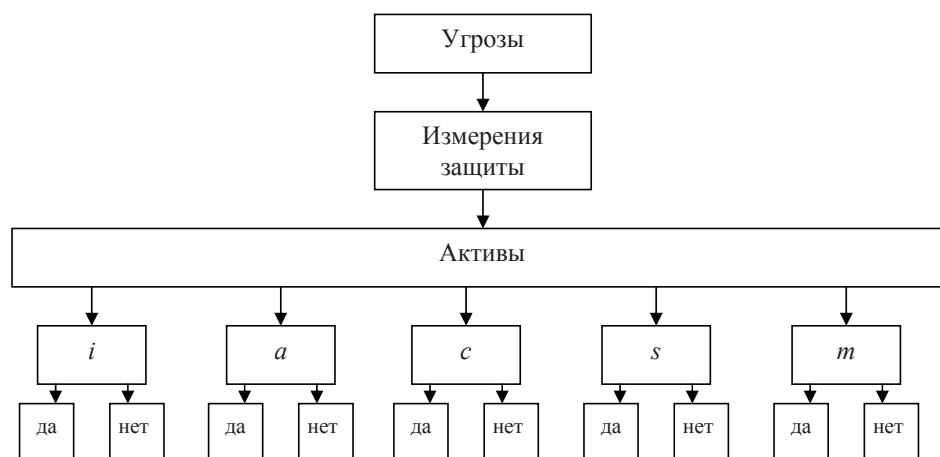 Угрозы
Измерения
защиты
Активы
i a c s m
да нет да нет да нет да нет да нет